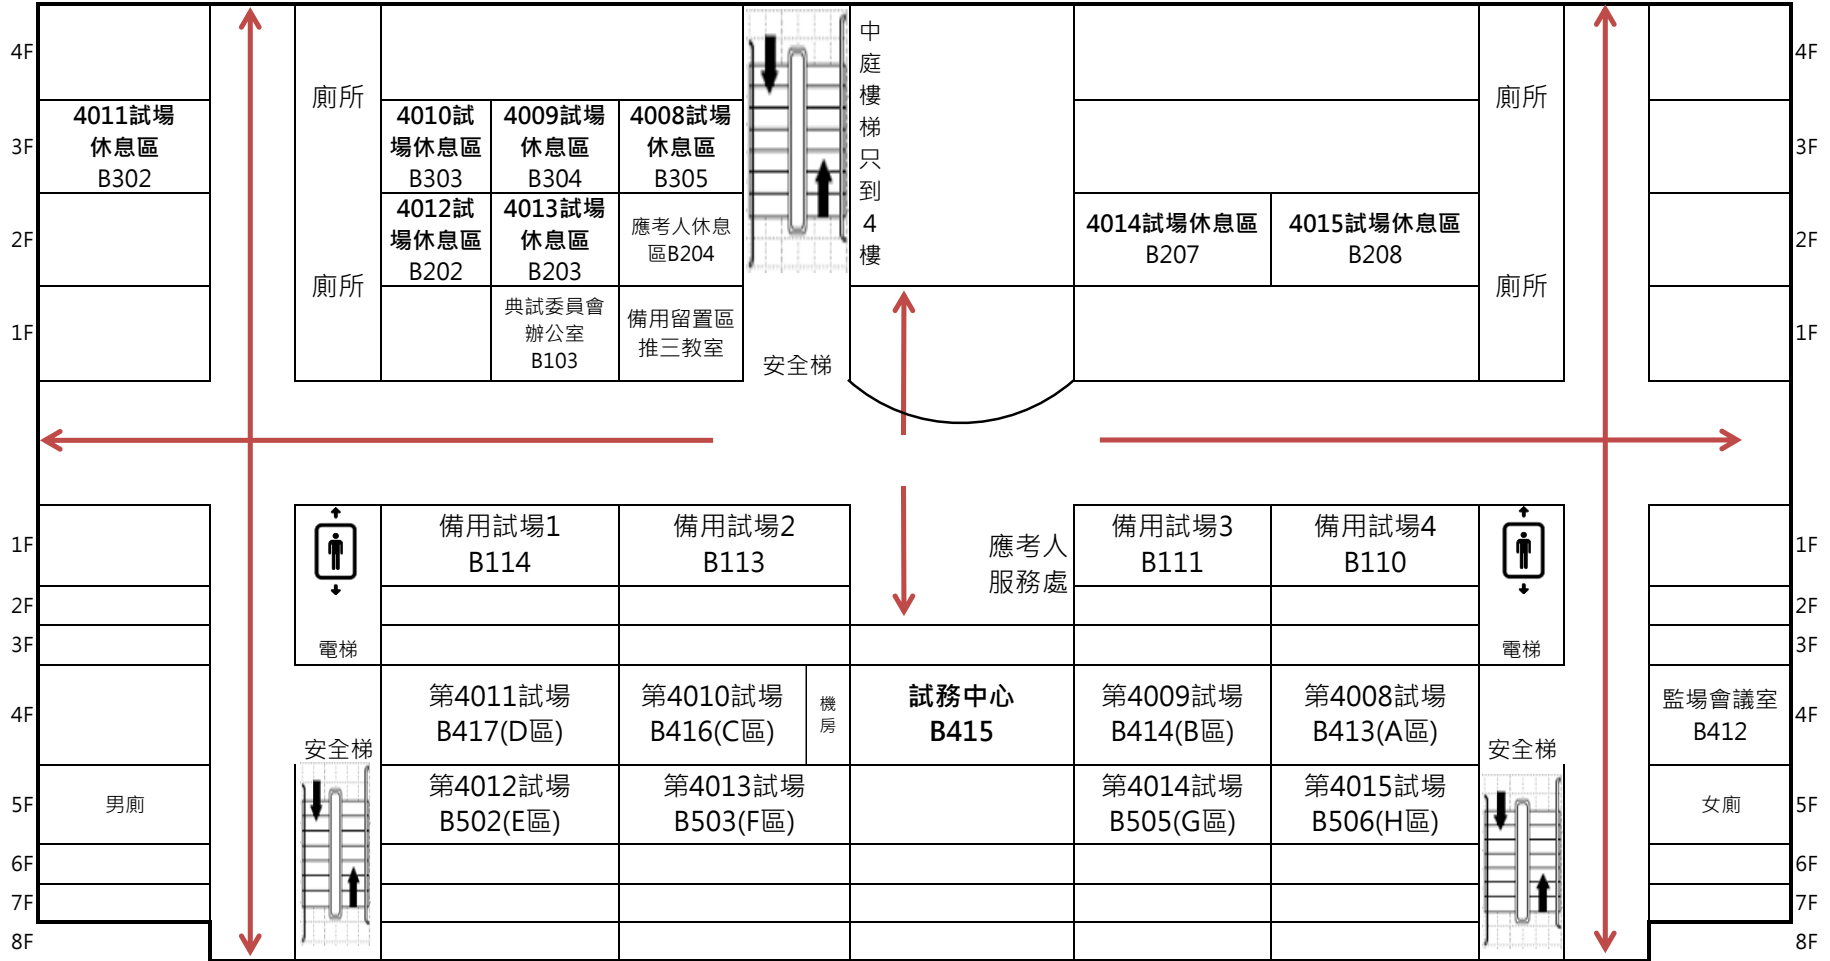 4F
中
庭
樓
梯
只
到
4
樓
4F
廁所
廁所
3F
4011試場
休息區
B302
4010試
場休息區
B303
4009試場
休息區
B304
4008試場
休息區
B305
3F
2F
4012試
場休息區
B202
4013試場
休息區
B203
應考人休息
區B204
4014試場休息區
B207
4015試場休息區
B208
2F
廁所
廁所
1F
典試委員會
辦公室
B103
備用留置區
推三教室
安全梯
1F
1F
備用試場1
B114
備用試場2
B113
應考人
服務處
備用試場3
B111
備用試場4
B110
1F
2F
2F
3F
電梯
電梯
3F
4F
第4011試場
B417(D區)
第4010試場
B416(C區)
機
房
試務中心
B415
第4009試場
B414(B區)
第4008試場
B413(A區)
監場會議室
B412
4F
安全梯
安全梯
5F
男廁
第4012試場
B502(E區)
第4013試場
B503(F區)
第4014試場
B505(G區)
第4015試場
B506(H區)
女廁
5F
6F
6F
7F
7F
8F
8F